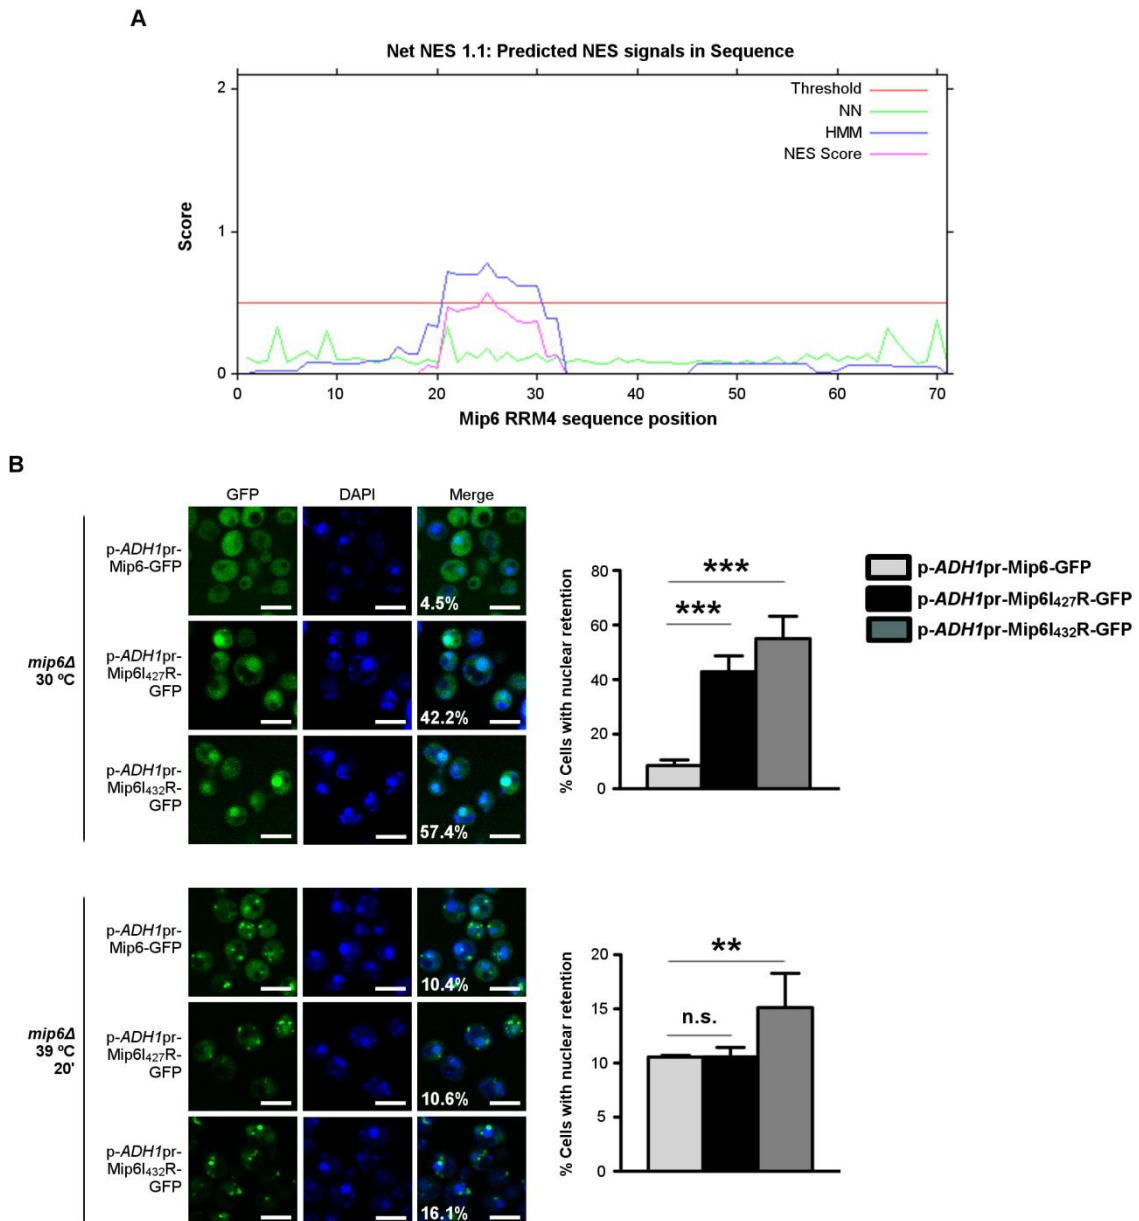 A
Net NES 1.1: Predicted NES signals in Sequence
2
1
0
Score
Threshold
NN
HMM
NES Score
0 10 20 30 40 50 60 70
Mip6 RRM4 sequence position
B
GFP DAPI Merge
mip6Δ
30 ºC
p-ADH1pr-
Mip6-GFP
4.5%
p-ADH1pr-
Mip6I427R-
GFP
42.2%
p-ADH1pr-
Mip6I432R-
GFP
57.4%
% Cells with nuclear retention
80
60
40
20
0
***
***
p-ADH1pr-Mip6-GFP
p-ADH1pr-Mip6I427R-GFP
p-ADH1pr-Mip6I432R-GFP
mip6Δ
39 ºC
20'
p-ADH1pr-
Mip6-GFP
10.4%
p-ADH1pr-
Mip6I427R-
GFP
10.6%
p-ADH1pr-
Mip6I432R-
GFP
16.1%
% Cells with nuclear retention
20
15
10
5
0
**
n.s.